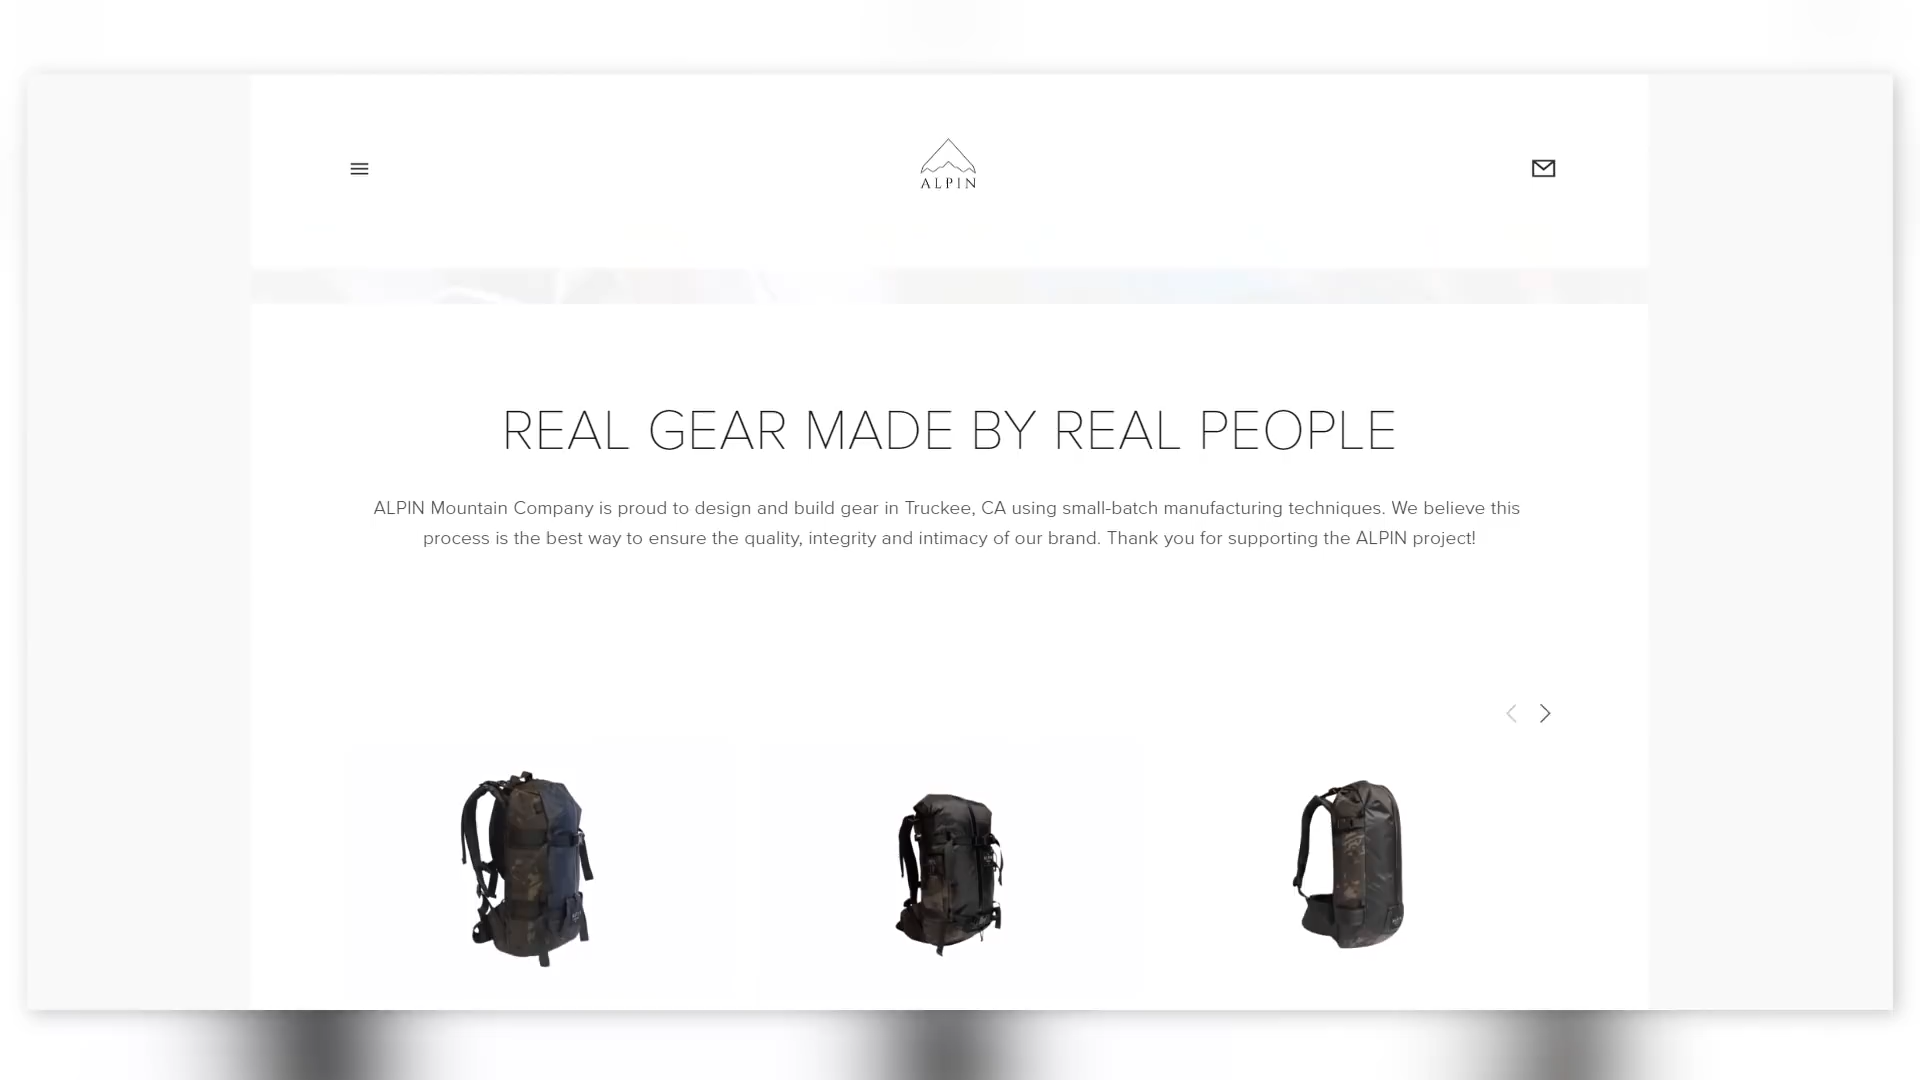 ALPIN
REAL GEAR MADE BY REAL PEOPLE
ALPIN Mountain Company is proud to design and build gear in Truckee, CA using small-batch manufacturing techniques. We believe this
process is the best way to ensure the quality, integrity and intimacy of our brand. Thank you for supporting the ALPIN project!